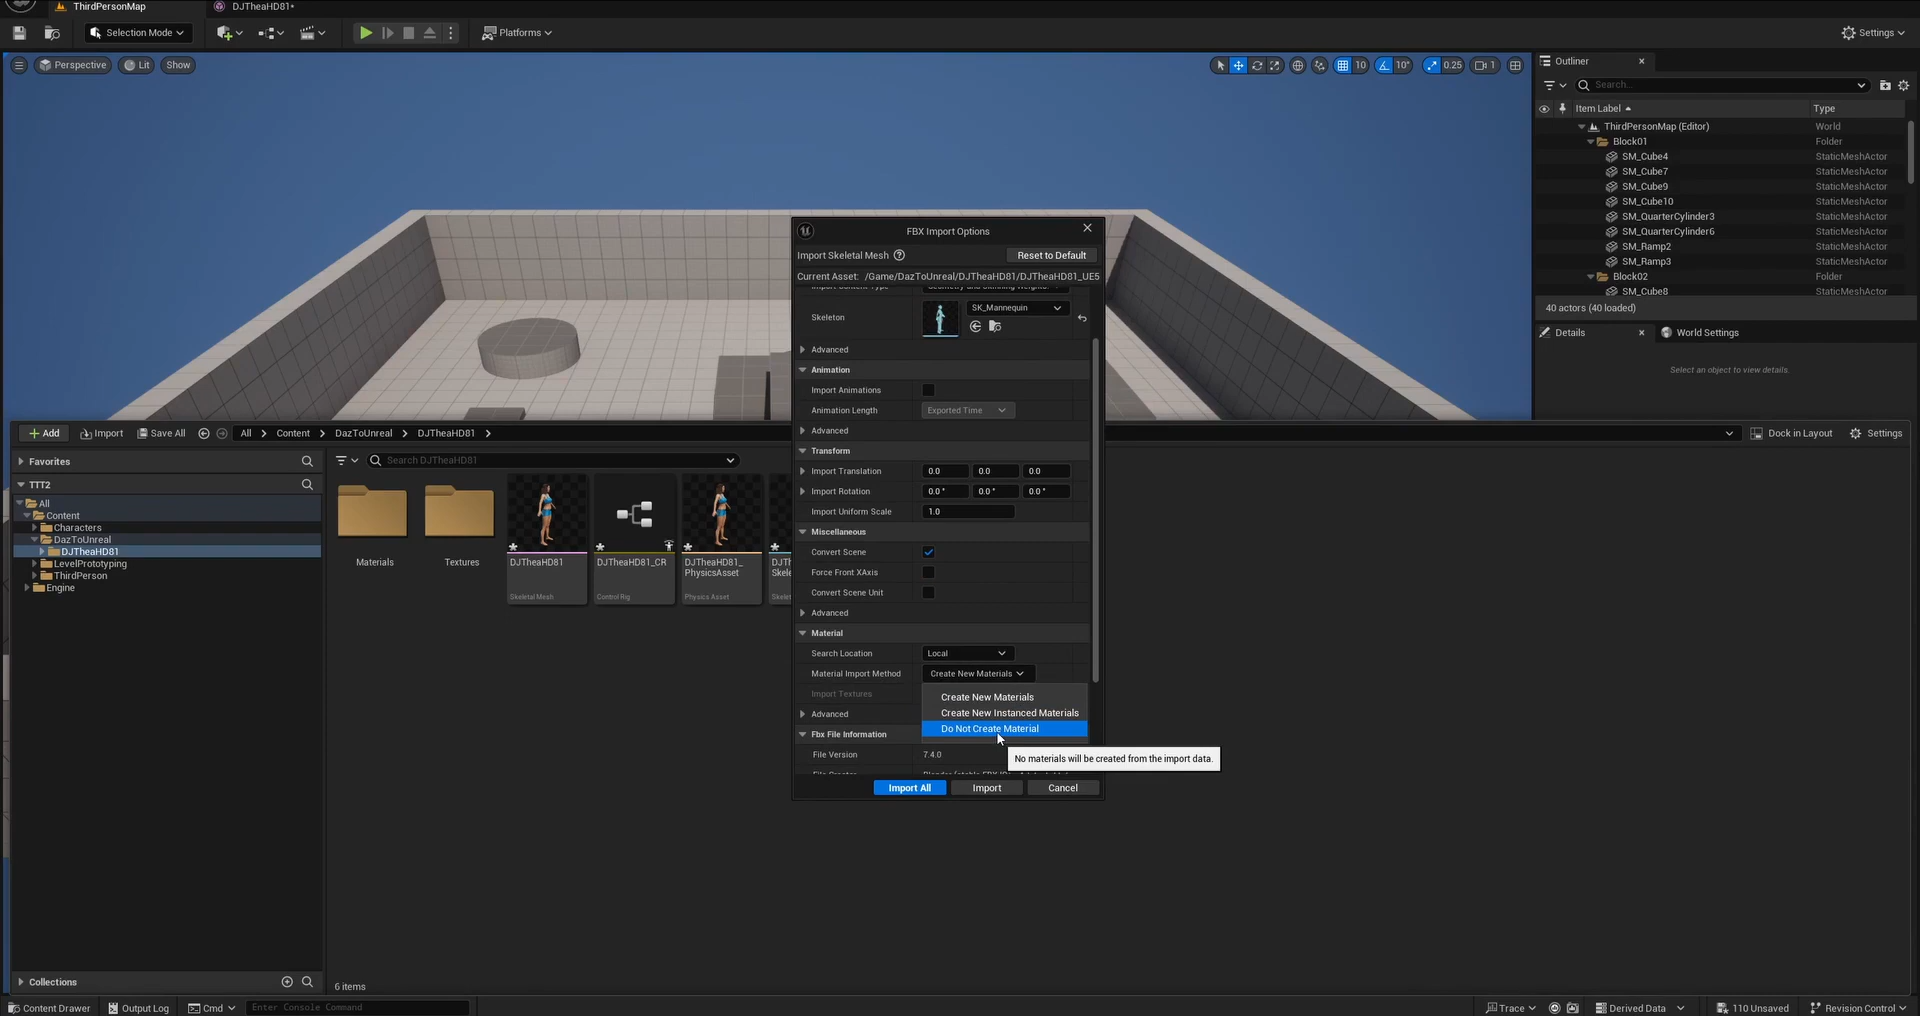 ThirdPersonMap
DJTheaHD81*
Selection Mode
Platforms
Settings
Perspective
Lit
Show
10
10°
0.25
1
Outliner
Search...
Item Label
Type
ThirdPersonMap (Editor)
World
Block01
Folder
SM_Cube4
StaticMeshActor
SM_Cube7
StaticMeshActor
SM_Cube9
StaticMeshActor
SM_Cube10
StaticMeshActor
SM_QuarterCylinder3
StaticMeshActor
SM_QuarterCylinder6
StaticMeshActor
SM_Ramp2
StaticMeshActor
SM_Ramp3
StaticMeshActor
Block02
Folder
SM_Cube8
StaticMeshActor
40 actors (40 loaded)
Details
World Settings
Select an object to view details.
FBX Import Options
Import Skeletal Mesh
Reset to Default
Current Asset: /Game/DazToUnreal/DJTheaHD81/DJTheaHD81_UE5
Import Content Type
Geometry and Skinning Weights.
Skeleton
SK_Mannequin
Advanced
Animation
Import Animations
Animation Length
Exported Time
Advanced
Transform
Import Translation
0.0
0.0
0.0
Import Rotation
0.0 °
0.0 °
0.0 °
Import Uniform Scale
1.0
Miscellaneous
Convert Scene
Force Front XAxis
Convert Scene Unit
Advanced
Material
Search Location
Local
Material Import Method
Create New Materials
Import Textures
Create New Materials
Create New Instanced Materials
Do Not Create Material
Advanced
Fbx File Information
No materials will be created from the import data.
File Version
7.4.0
Import All
Import
Cancel
Add
Import
Save All
All
Content
DazToUnreal
DJTheaHD81
Dock in Layout
Settings
Favorites
Search DJTheaHD81
TTT2
All
Content
Characters
DazToUnreal
DJTheaHD81
LevelPrototyping
ThirdPerson
Engine
Materials
Textures
DJTheaHD81
Skeletal Mesh
DJTheaHD81_CR
Control Rig
DJTheaHD81_
PhysicsAsset
Physics Asset
DJTh
Skele
Skelet
Collections
6 items
Content Drawer
Output Log
Cmd
Enter Console Command
Trace
Derived Data
110 Unsaved
Revision Control